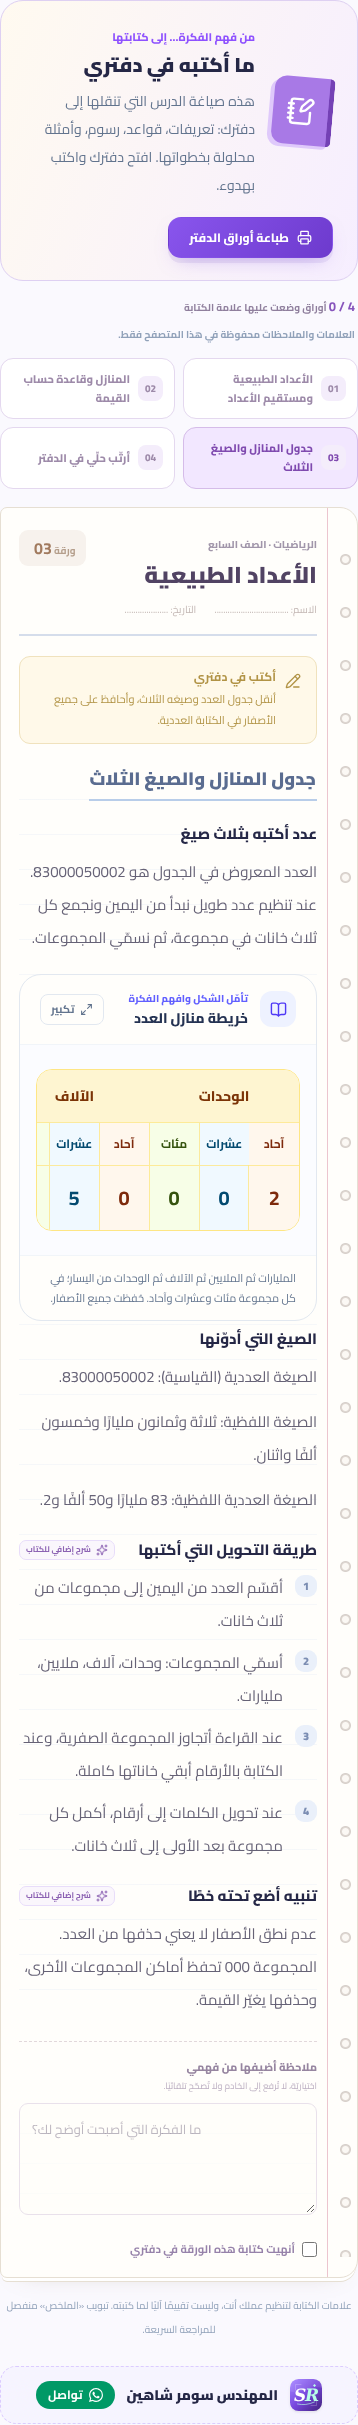 من فهم الفكرة... إلى كتابتها
ما أكتبه في دفتري
هذه صياغة الدرس التي تنقلها إلى
دفترك: تعريفات، قواعد، رسوم، وأمثلة
محلولة بخطواتها. افتح دفترك واكتب
بهدوء.
طباعة أوراق الدفتر
4 / 0 أوراق وضعت عليها علامة الكتابة
العلامات والملاحظات محفوظة في هذا المتصفح فقط.
01
الأعداد الطبيعية
ومستقيم الأعداد
02
المنازل وقاعدة حساب
القيمة
03
جدول المنازل والصيغ
الثلاث
04
أرتّب حلّي في الدفتر
الرياضيات · الصف السابع
ورقة 03
الأعداد الطبيعية
الاسم: ........................................
التاريخ: ........................
أكتب في دفتري
أنقل جدول العدد وصيغه الثلاث، وأحافظ على جميع
الأصفار في الكتابة العددية.
جدول المنازل والصيغ الثلاث
عدد أكتبه بثلاث صيغ
العدد المعروض في الجدول هو 83000050002.
عند تنظيم عدد طويل نبدأ من اليمين ونجمع كل
ثلاث خانات في مجموعة، ثم نسمّي المجموعات.
تأمّل الشكل وافهم الفكرة
خريطة منازل العدد
تكبير
الوحدات
الآلاف
آحاد
عشرات
مئات
آحاد
عشرات
2
0
0
0
5
المليارات ثم الملايين ثم الآلاف ثم الوحدات من اليسار؛ في
كل مجموعة مئات وعشرات وآحاد. حُفظت جميع الأصفار.
الصيغ التي أدوّنها
الصيغة العددية (القياسية): 83000050002.
الصيغة اللفظية: ثلاثة وثمانون مليارًا وخمسون
ألفًا واثنان.
الصيغة العددية اللفظية: 83 مليارًا و50 ألفًا و2.
طريقة التحويل التي أكتبها
شرح إضافي للكتاب
1 أقسّم العدد من اليمين إلى مجموعات من
ثلاث خانات.
2 أسمّي المجموعات: وحدات، آلاف، ملايين،
مليارات.
3 عند القراءة أتجاوز المجموعة الصفرية، وعند
الكتابة بالأرقام أبقي خاناتها كاملة.
4 عند تحويل الكلمات إلى أرقام، أكمل كل
مجموعة بعد الأولى إلى ثلاث خانات.
تنبيه أضع تحته خطًا
شرح إضافي للكتاب
عدم نطق الأصفار لا يعني حذفها من العدد.
المجموعة 000 تحفظ أماكن المجموعات الأخرى،
وحذفها يغيّر القيمة.
ملاحظة أضيفها من فهمي
اختيارية، لا تُرفع إلى الخادم ولا تُصحّح تلقائيًا.
ما الفكرة التي أصبحت أوضح لك؟
أنهيت كتابة هذه الورقة في دفتري
علامات الكتابة لتنظيم عملك أنت، وليست تقييمًا آليًا لما كتبته. تبويب «الملخص» منفصل
للمراجعة السريعة.
SR
المهندس سومر شاهين
تواصل